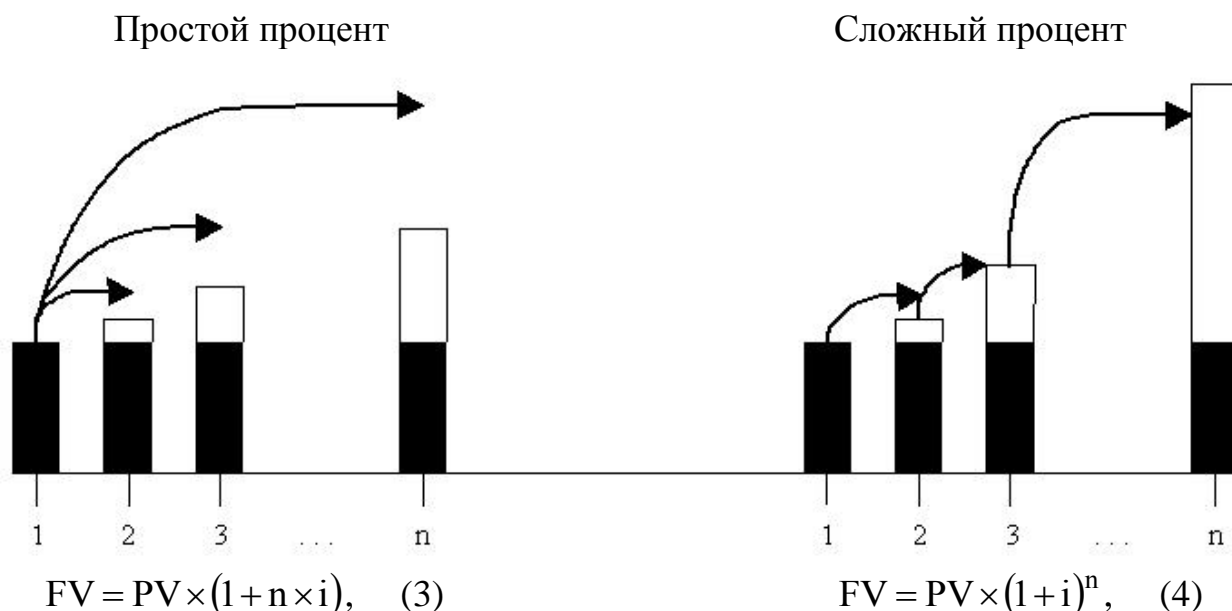 Простой процент
Сложный процент
1 2 3 ... n
1 2 3 ... n
FV = PV × (1 + n × i), (3)
FV = PV × (1 + i)ⁿ, (4)